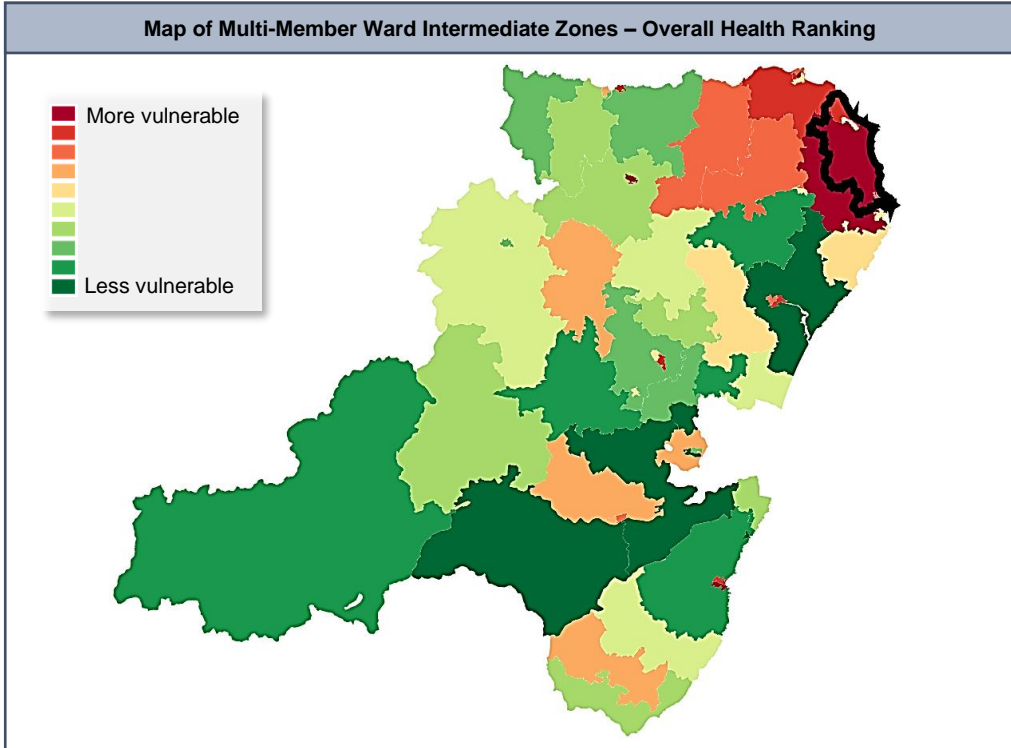 Map of Multi-Member Ward Intermediate Zones – Overall Health Ranking
More vulnerable
Less vulnerable